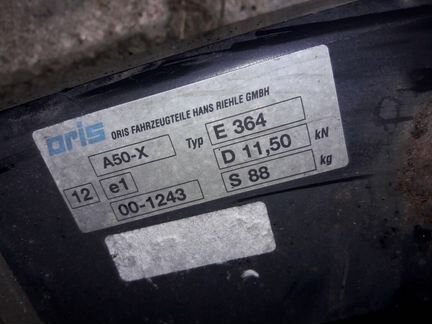 oris ORIS FAHRZEUGTEILE HANS RIEHLE GMBH
A50-X Typ E 364
12 e1 D 11,50 kN
00-1243 S 88 kg